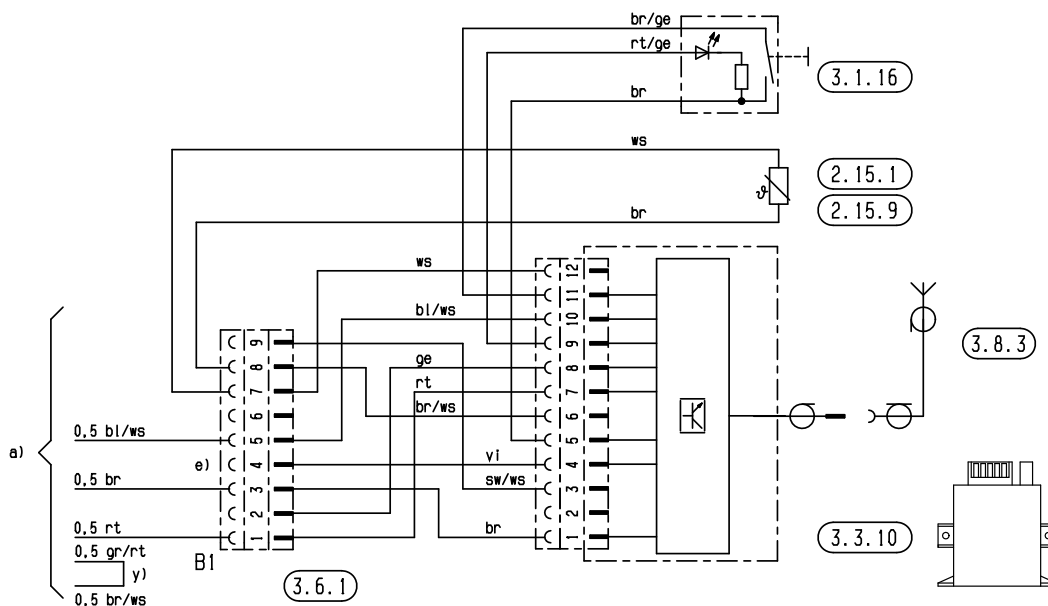 br/ge
rt/ge
3.1.16
br
ws
ϑ
2.15.1
2.15.9
br
ws
12
11
bl/ws
10
9
3.8.3
9
ge
8
8
rt
7
7
br/ws
6
6
0,5 bl/ws
5
5
a)
e)
4
vi
4
sw/ws
0,5 br
3
3
2
2
0,5 rt
br
1
1
3.3.10
0,5 gr/rt
B1
y)
3.6.1
0,5 br/ws